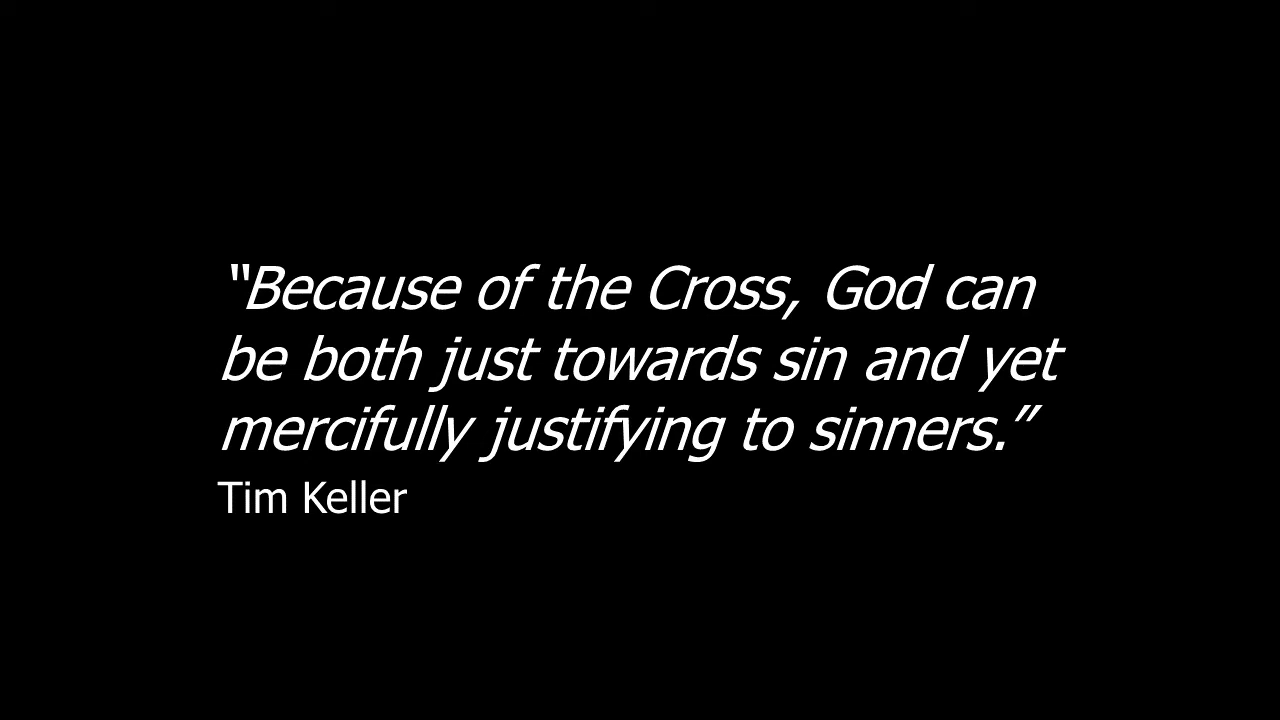 “Because of the Cross, God can
be both just towards sin and yet
mercifully justifying to sinners.”
Tim Keller